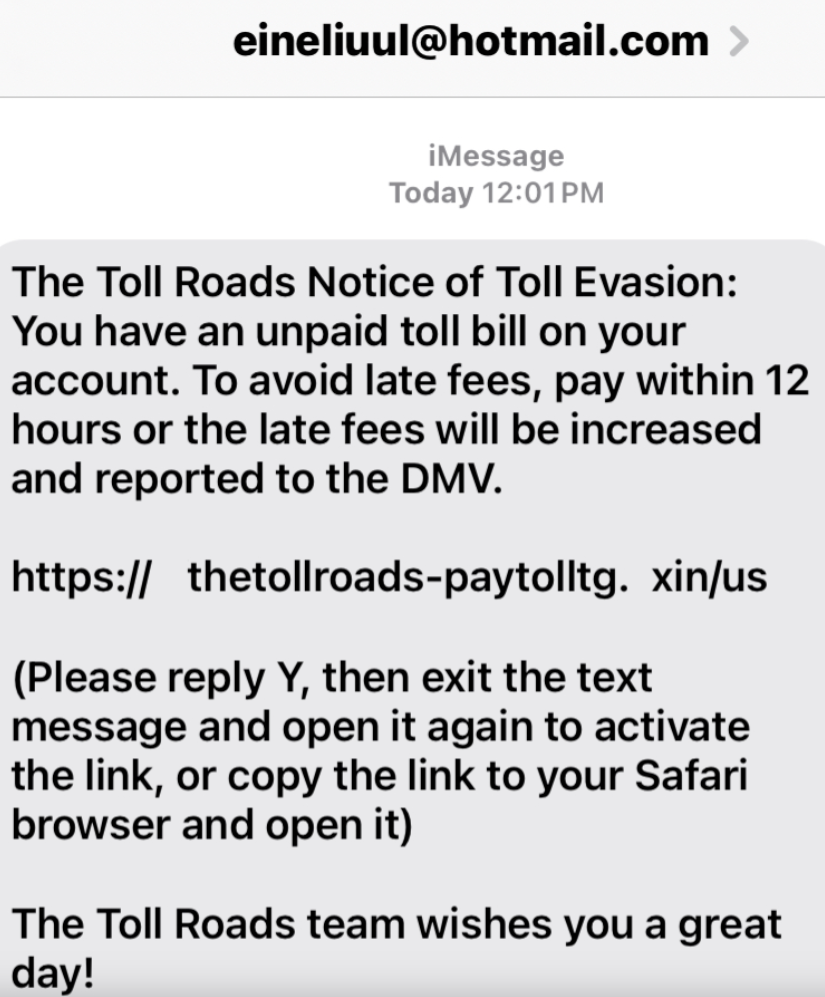 eineliuul@hotmail.com
iMessage
Today 12:01PM
The Toll Roads Notice of Toll Evasion:
You have an unpaid toll bill on your
account. To avoid late fees, pay within 12
hours or the late fees will be increased
and reported to the DMV.
https://   thetollroads-paytolltg.  xin/us
(Please reply Y, then exit the text
message and open it again to activate
the link, or copy the link to your Safari
browser and open it)
The Toll Roads team wishes you a great
day!